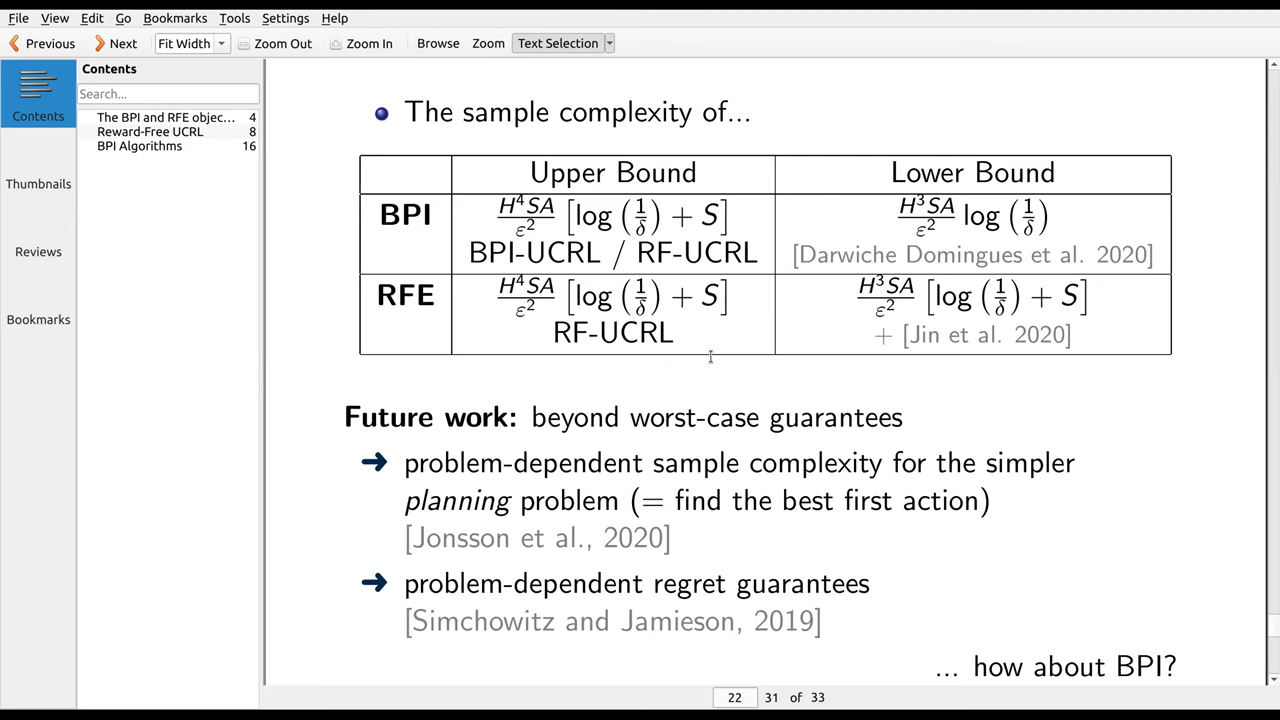 File View Edit Go Bookmarks Tools Settings Help
Previous Next Fit Width Zoom Out Zoom In Browse Zoom Text Selection
Contents
Search...
Contents
The BPI and RFE objec... 4
Reward-Free UCRL 8
BPI Algorithms 16
Thumbnails
Reviews
Bookmarks
The sample complexity of...
Upper Bound Lower Bound
BPI H⁴SA/ε² [log (1/δ) + S] H³SA/ε² log (1/δ)
BPI-UCRL / RF-UCRL [Darwiche Domingues et al. 2020]
RFE H⁴SA/ε² [log (1/δ) + S] H³SA/ε² [log (1/δ) + S]
RF-UCRL + [Jin et al. 2020]
Future work: beyond worst-case guarantees
➜ problem-dependent sample complexity for the simpler
planning problem (= find the best first action)
[Jonsson et al., 2020]
➜ problem-dependent regret guarantees
[Simchowitz and Jamieson, 2019]
... how about BPI?
22 31 of 33